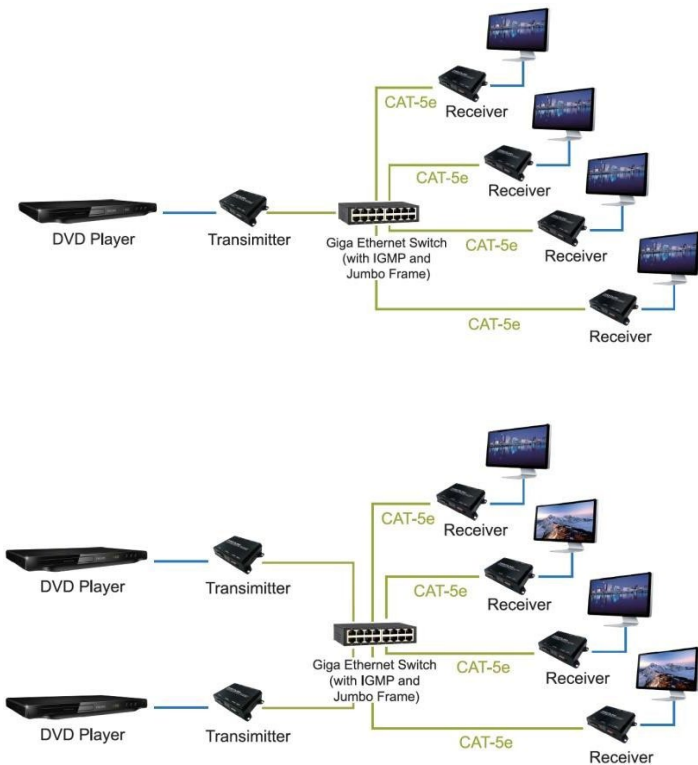 CAT-5e
Receiver
CAT-5e
Receiver
DVD Player
Transimitter
Giga Ethernet Switch
(with IGMP and
Jumbo Frame)
CAT-5e
Receiver
CAT-5e
Receiver
CAT-5e
Receiver
DVD Player
Transimitter
CAT-5e
Receiver
Giga Ethernet Switch
(with IGMP and
Jumbo Frame)
CAT-5e
Receiver
DVD Player
Transimitter
CAT-5e
Receiver